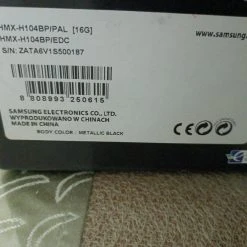 HMX-H104BP/PAL [16G]
HMX-H104BP/EDC
S/N: ZATA6V1S500187
www.samsung
8 808993 250615
SAMSUNG ELECTRONICS CO., LTD.
WYPRODUKOWANO W CHINACH
MADE IN CHINA
BODY COLOR : METALLIC BLACK
CE